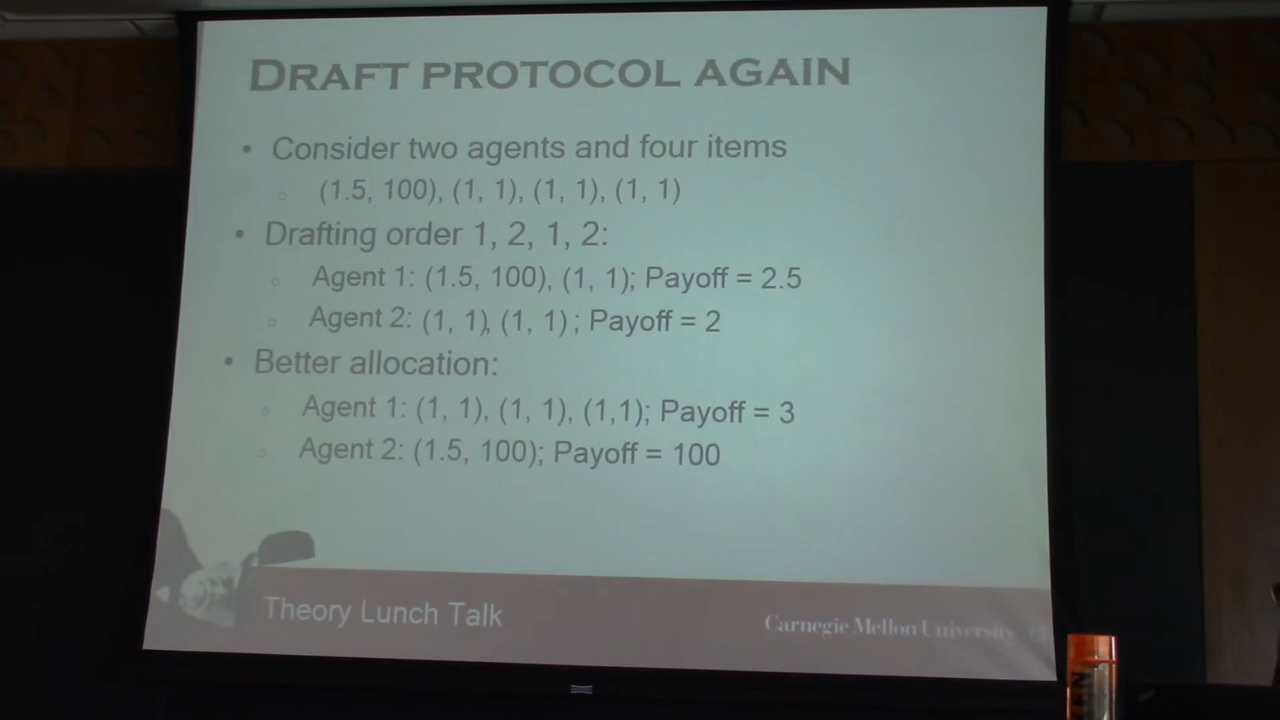 DRAFT PROTOCOL AGAIN
• Consider two agents and four items
○ (1.5, 100), (1, 1), (1, 1), (1, 1)
• Drafting order 1, 2, 1, 2:
○ Agent 1: (1.5, 100), (1, 1); Payoff = 2.5
○ Agent 2: (1, 1), (1, 1) ; Payoff = 2
• Better allocation:
○ Agent 1: (1, 1), (1, 1), (1,1); Payoff = 3
○ Agent 2: (1.5, 100); Payoff = 100
Theory Lunch Talk
Carnegie Mellon University